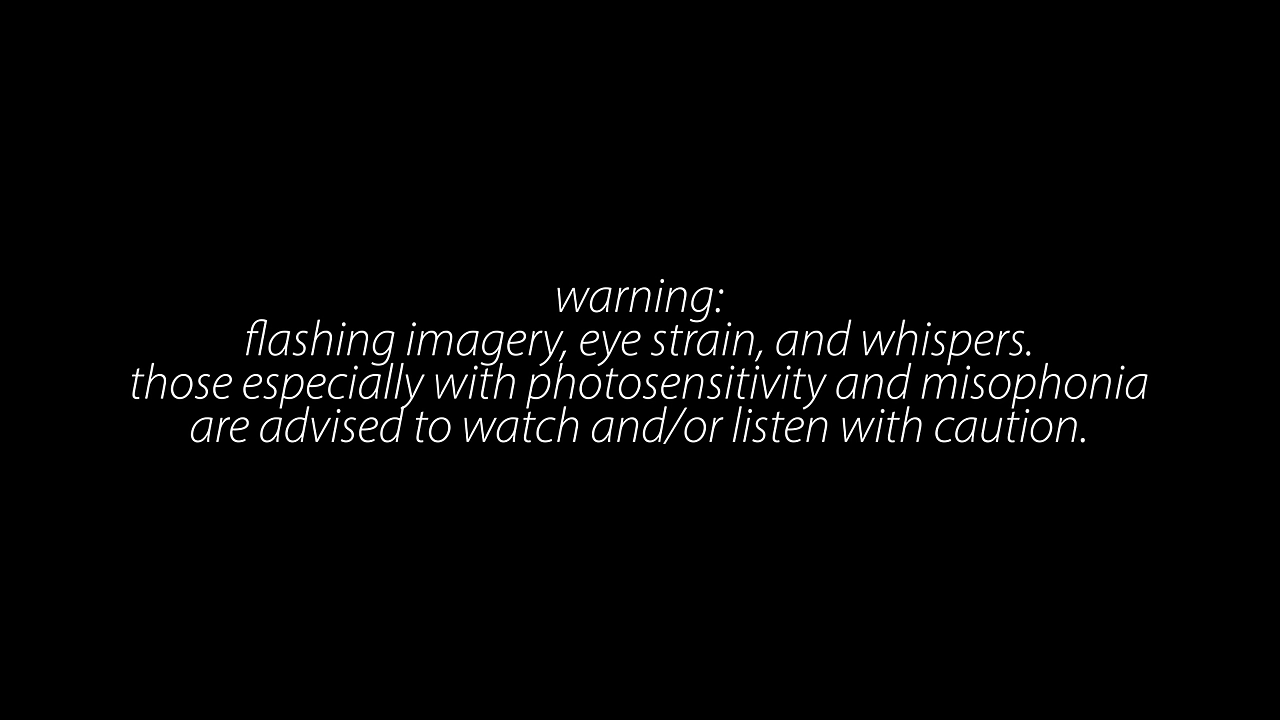 warning:
flashing imagery, eye strain, and whispers.
those especially with photosensitivity and misophonia
are advised to watch and/or listen with caution.